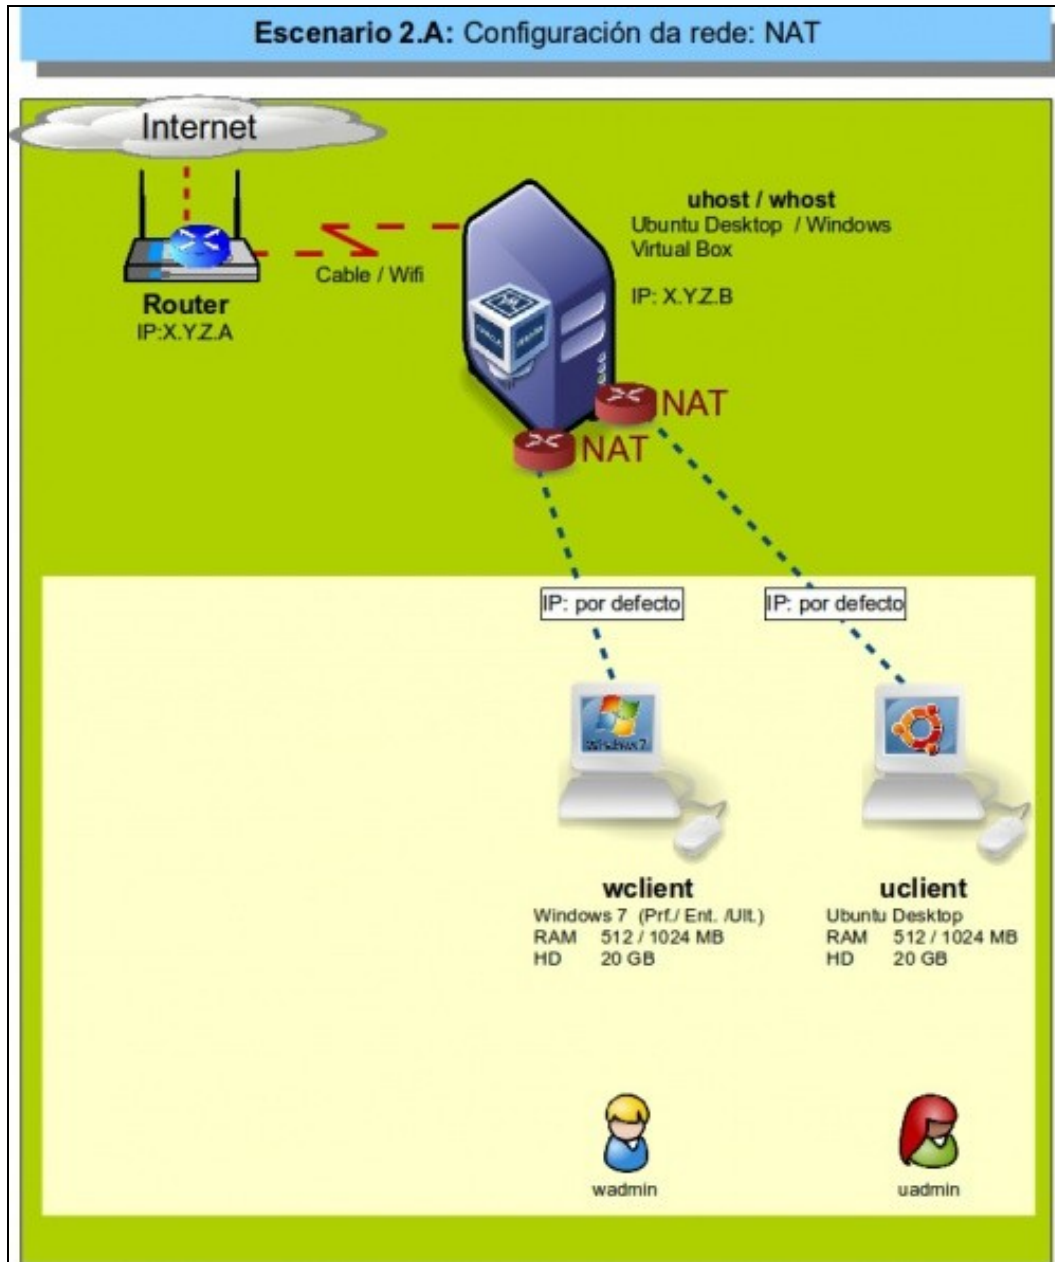 Escenario 2.A: Configuración da rede: NAT
Internet
Router
IP:X.Y.Z.A
Cable / Wifi
uhost / whost
Ubuntu Desktop / Windows
Virtual Box
IP: X.Y.Z.B
NAT
NAT
IP: por defecto
IP: por defecto
Windows 7
wclient
Windows 7 (Prf./ Ent. /Ult.)
RAM 512 / 1024 MB
HD 20 GB
uclient
Ubuntu Desktop
RAM 512 / 1024 MB
HD 20 GB
wadmin
uadmin